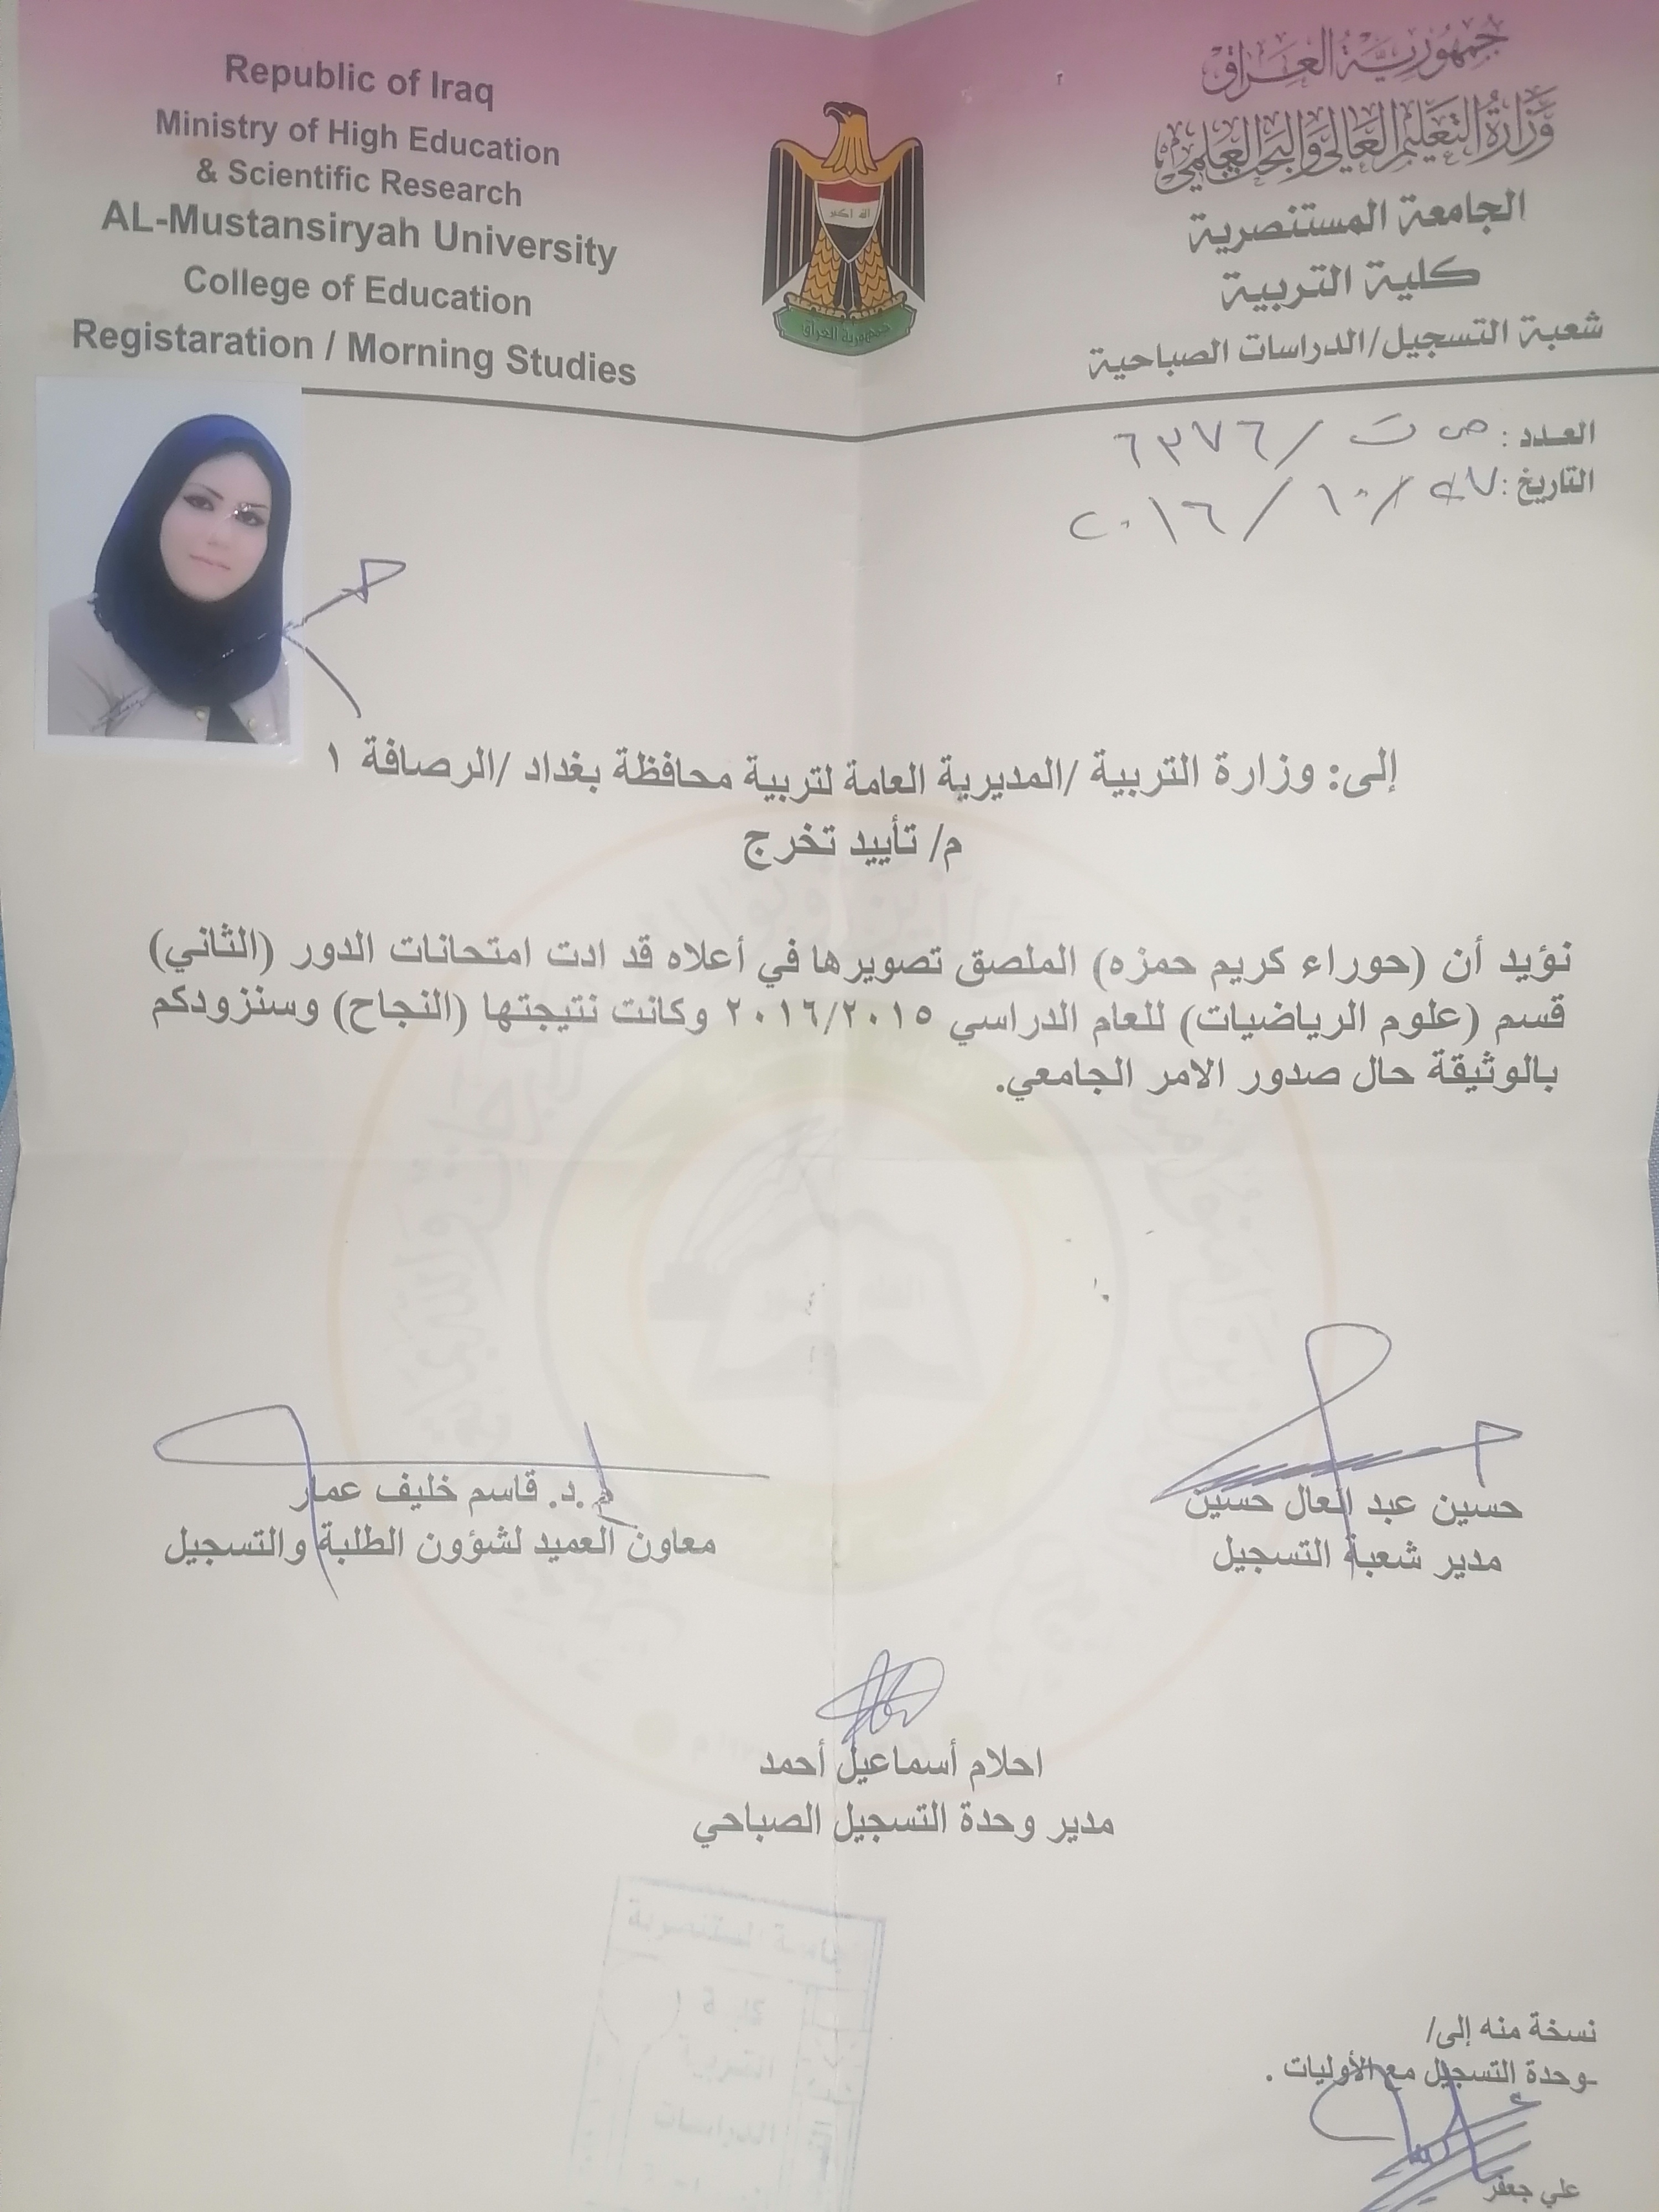 Republic of Iraq
Ministry of High Education
& Scientific Research
AL-Mustansiryah University
College of Education
Registaration / Morning Studies
الله اكبر
جمهورية العراق
جمهورية العراق
وزارة التعليم العالي والبحث العلمي
الجامعة المستنصرية
كلية التربية
شعبة التسجيل/الدراسات الصباحية
العدد : ص ت / ٦٣٧٦
التاريخ : ٢٧ / ١٠ / ٢٠١٦
إلى: وزارة التربية /المديرية العامة لتربية محافظة بغداد /الرصافة ١
م/ تأييد تخرج
نؤيد أن (حوراء كريم حمزه) الملصق تصويرها في أعلاه قد ادت امتحانات الدور (الثاني)
قسم (علوم الرياضيات) للعام الدراسي ٢٠١٦/٢٠١٥ وكانت نتيجتها (النجاح) وسنزودكم
بالوثيقة حال صدور الامر الجامعي.
حسين عبد العال حسين
مدير شعبة التسجيل
م.د. قاسم خليف عمار
معاون العميد لشؤون الطلبة والتسجيل
احلام أسماعيل أحمد
مدير وحدة التسجيل الصباحي
نسخة منه إلى/
-وحدة التسجيل مع الأوليات .
علي جعفر